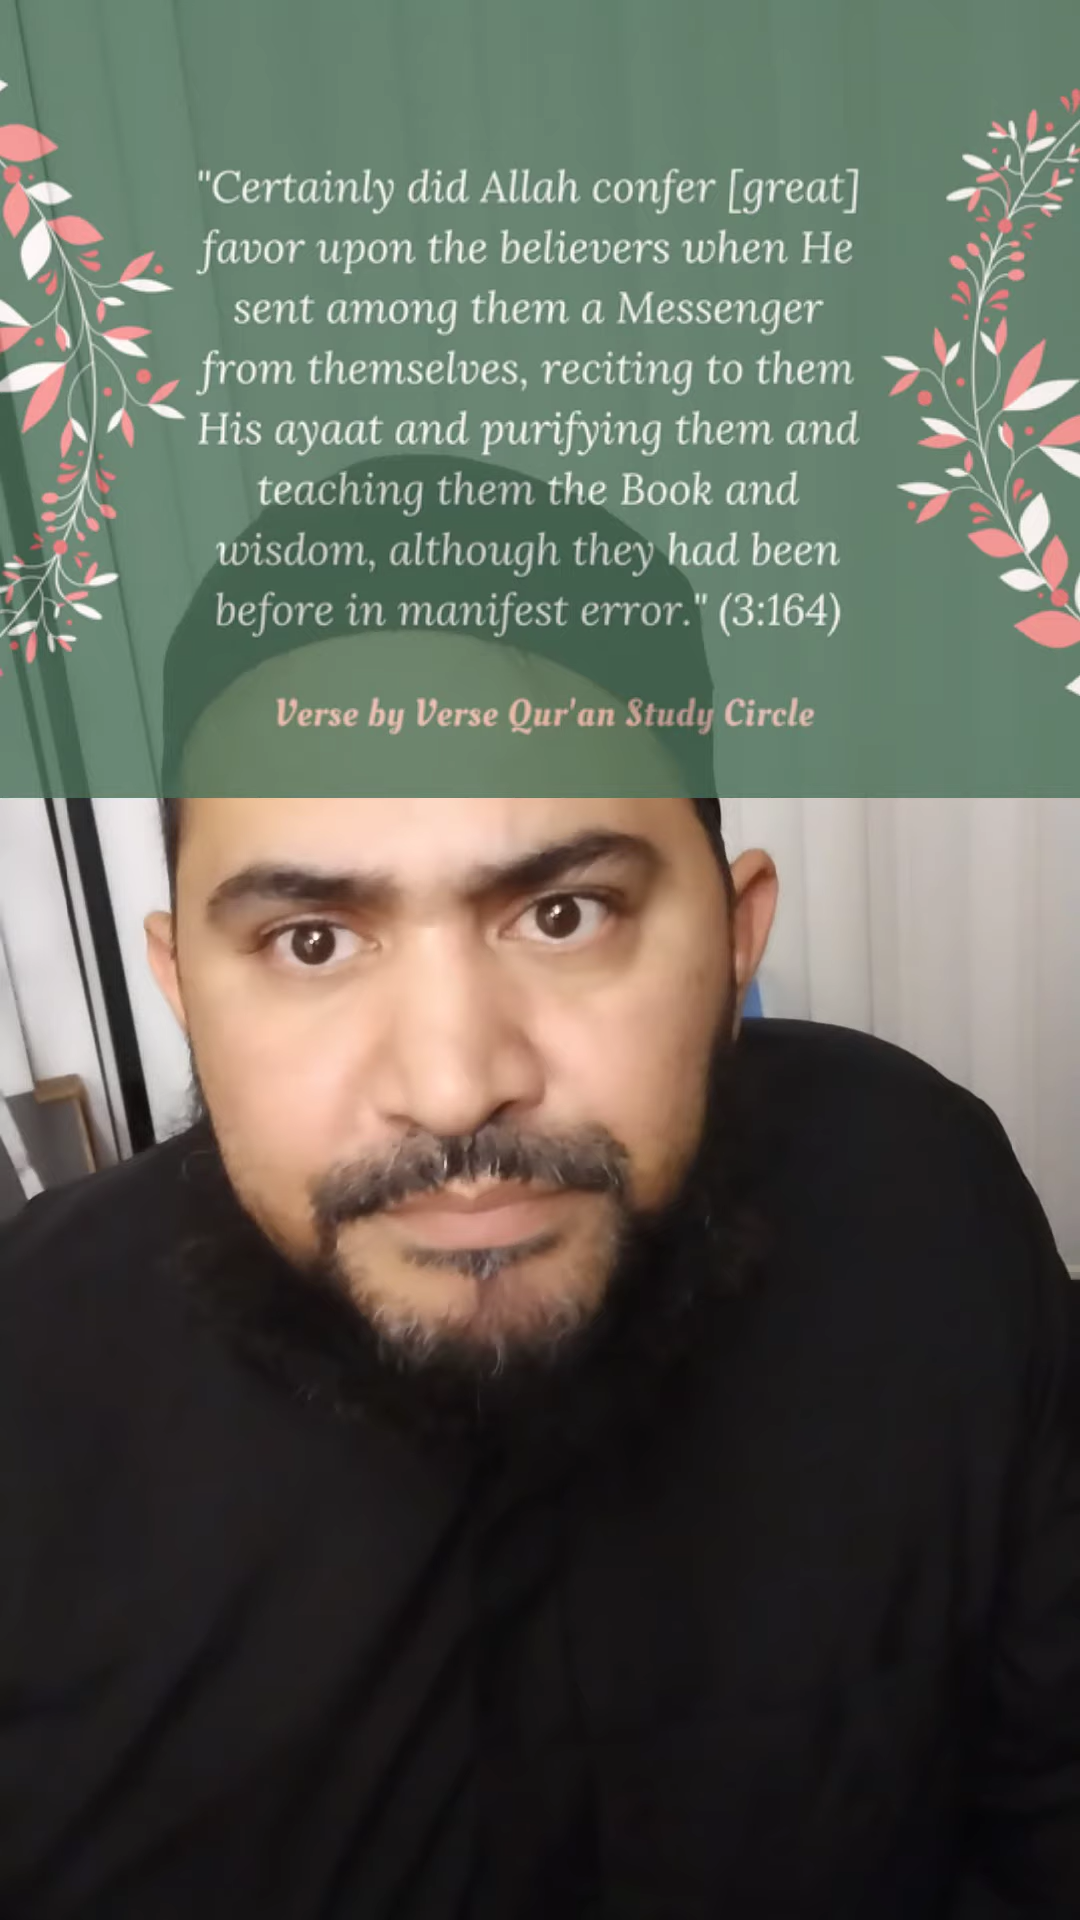 "Certainly did Allah confer [great]
favor upon the believers when He
sent among them a Messenger
from themselves, reciting to them
His ayaat and purifying them and
teaching them the Book and
wisdom, although they had been
before in manifest error." (3:164)
Verse by Verse Qur'an Study Circle